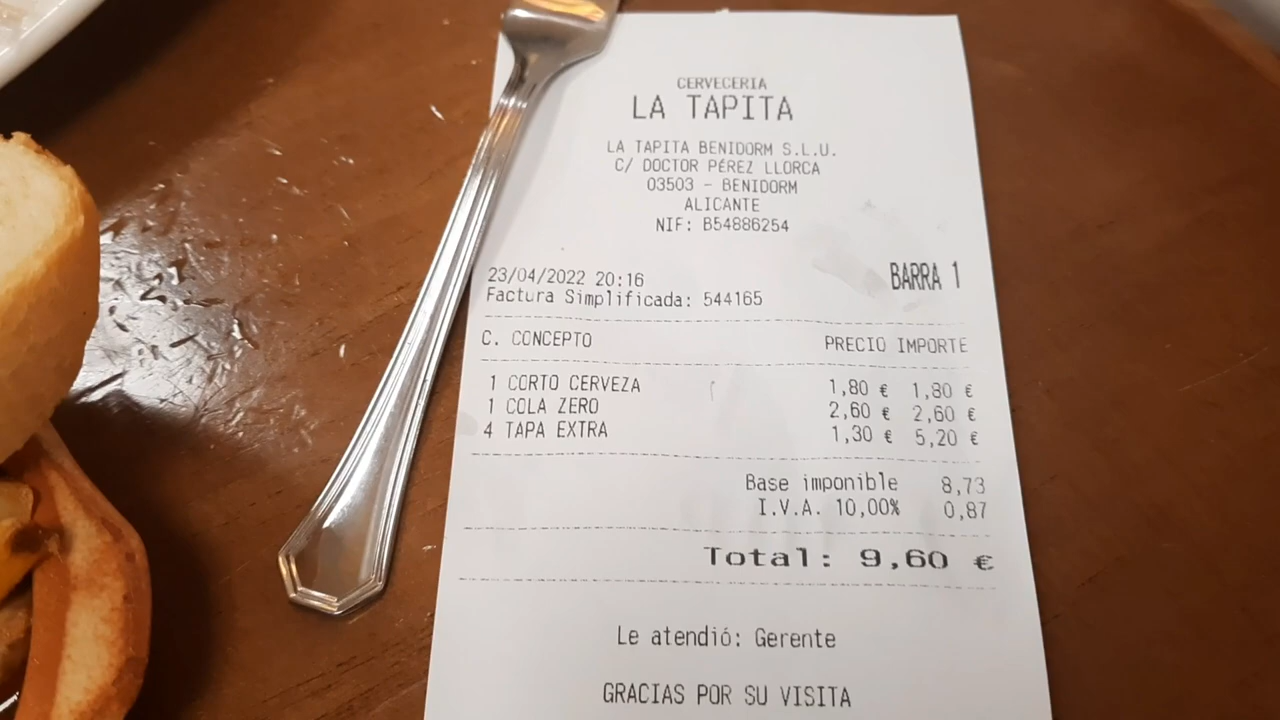 CERVECERIA
LA TAPITA
LA TAPITA BENIDORM S.L.U.
C/ DOCTOR PÉREZ LLORCA
03503 - BENIDORM
ALICANTE
NIF: B54886254
23/04/2022 20:16 BARRA 1
Factura Simplificada: 544165
C. CONCEPTO PRECIO IMPORTE
1 CORTO CERVEZA 1,80 € 1,80 €
1 COLA ZERO 2,60 € 2,60 €
4 TAPA EXTRA 1,30 € 5,20 €
Base imponible 8,73
I.V.A. 10,00% 0,87
Total: 9,60 €
Le atendió: Gerente
GRACIAS POR SU VISITA